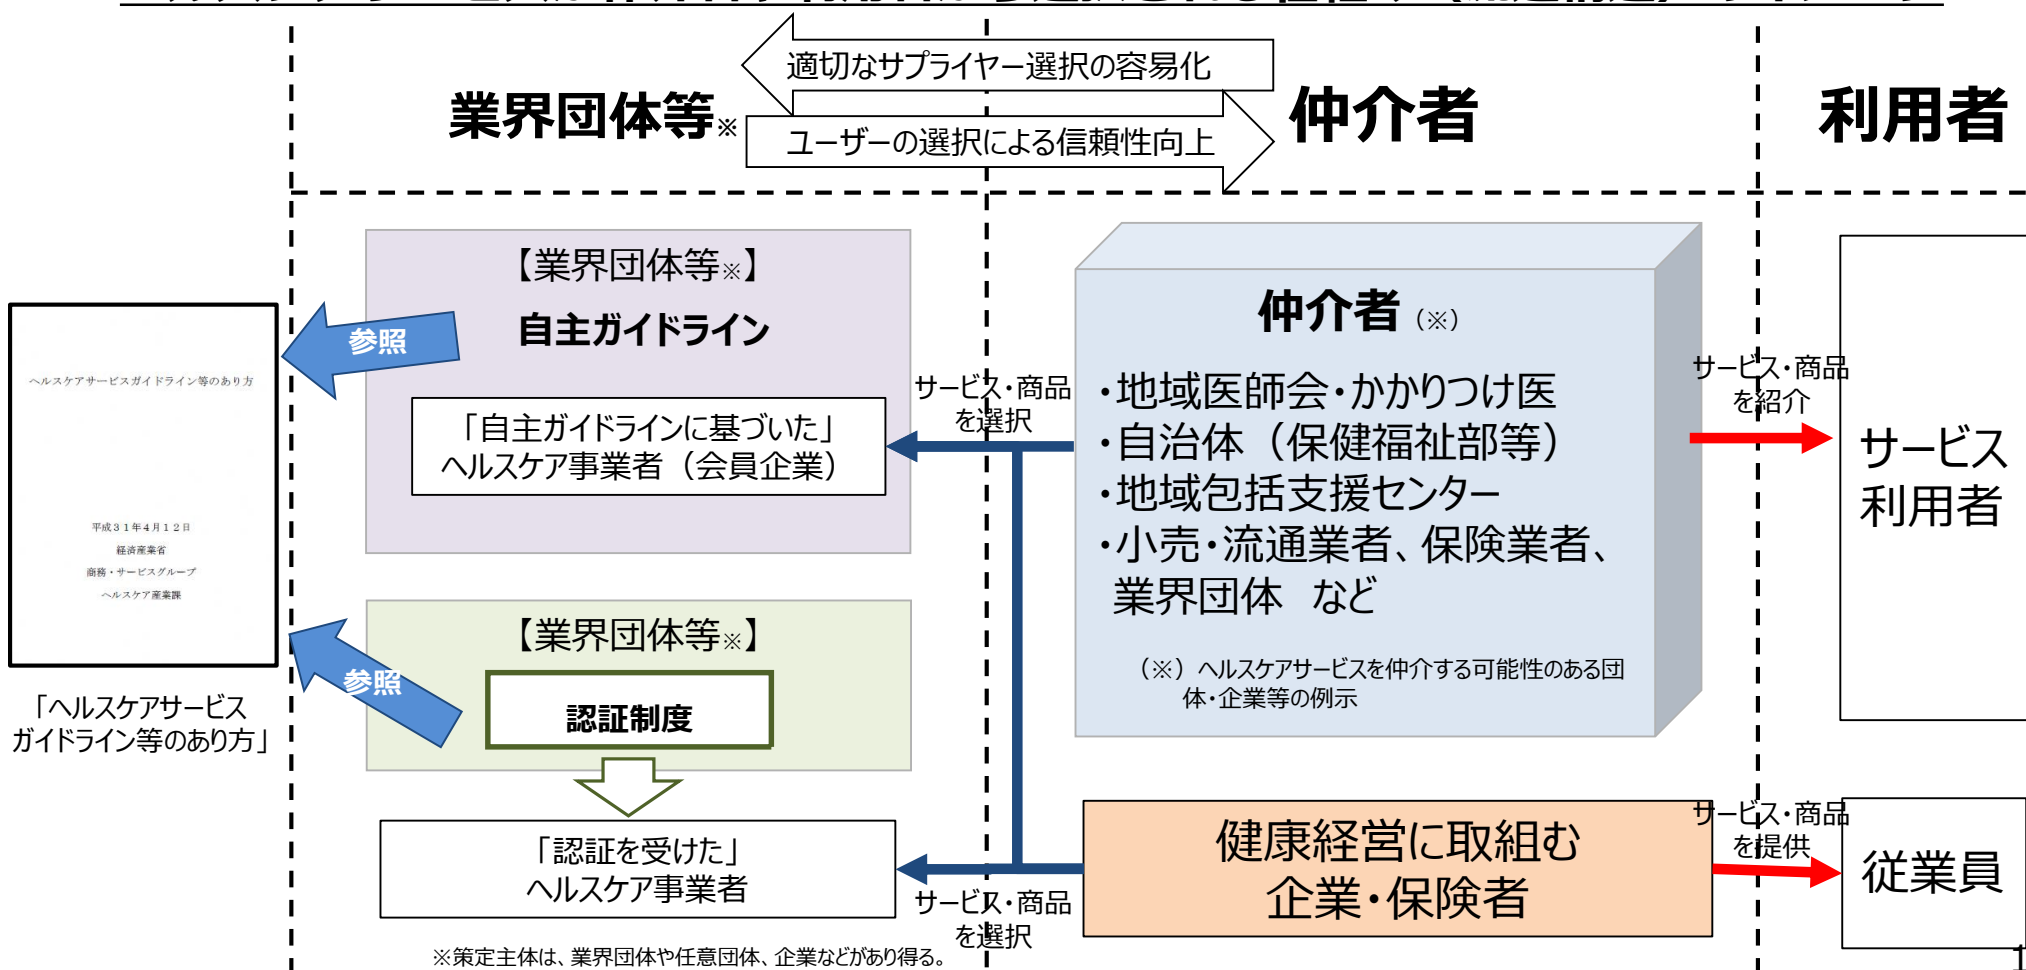 適切なサプライヤー選択の容易化
業界団体等※
ユーザーの選択による信頼性向上
仲介者
利用者
ヘルスケアサービスガイドライン等のあり方
平成31年4月12日
経済産業省
商務・サービスグループ
ヘルスケア産業課
「ヘルスケアサービス
ガイドライン等のあり方」
参照
参照
【業界団体等※】
自主ガイドライン
「自主ガイドラインに基づいた」
ヘルスケア事業者（会員企業）
【業界団体等※】
認証制度
「認証を受けた」
ヘルスケア事業者
※策定主体は、業界団体や任意団体、企業などがあり得る。
サービス・商品
を選択
サービス・商品
を選択
仲介者（※）
・地域医師会・かかりつけ医
・自治体（保健福祉部等）
・地域包括支援センター
・小売・流通業者、保険業者、
業界団体　など
（※）ヘルスケアサービスを仲介する可能性のある団
体・企業等の例示
健康経営に取組む
企業・保険者
サービス・商品
を紹介
サービス・商品
を提供
サービス
利用者
従業員
1